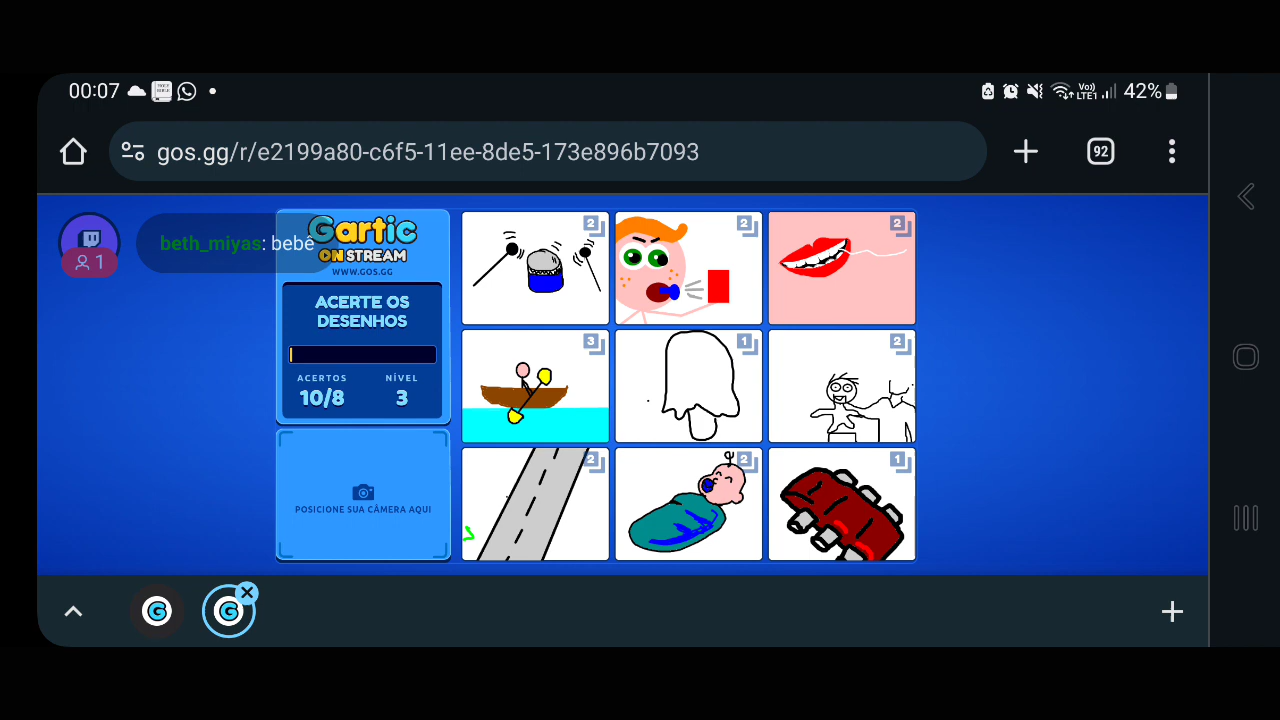 00:07
Vo))
LTE1
42%
gos.gg/r/e2199a80-c6f5-11ee-8de5-173e896b7093
92
1
beth_miyas: bebê
Gartic
ON STREAM
WWW.GOS.GG
ACERTE OS
DESENHOS
ACERTOS NÍVEL
10/8 3
POSICIONE SUA CÂMERA AQUI
2 2 2
3 1 2
2 2 1
G G